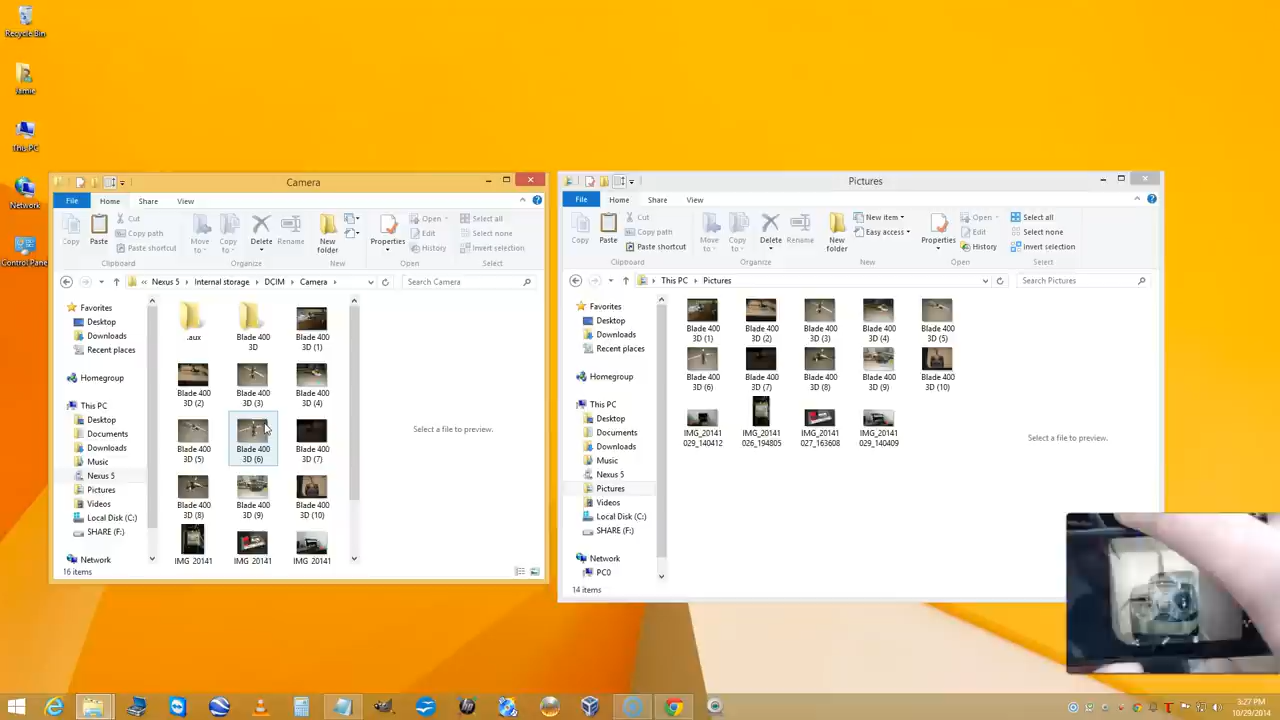 Recycle Bin
Jamie
This PC
Network
Control Panel
Camera
File Home Share View
Copy Paste Cut
Copy path
Paste shortcut
Move to Copy to Delete Rename
New folder
Properties
Open
Edit
History
Select all
Select none
Invert selection
Clipboard Organize New Open Select
Nexus 5 Internal storage DCIM Camera
Search Camera
Favorites
Desktop
Downloads
Recent places
Homegroup
This PC
Desktop
Documents
Downloads
Music
Nexus 5
Pictures
Videos
Local Disk (C:)
SHARE (F:)
Network
.aux
Blade 400 3D
Blade 400 3D (1)
Blade 400 3D (2)
Blade 400 3D (3)
Blade 400 3D (4)
Blade 400 3D (5)
Blade 400 3D (6)
Blade 400 3D (7)
Blade 400 3D (8)
Blade 400 3D (9)
Blade 400 3D (10)
IMG_20141
IMG_20141
IMG_20141
Select a file to preview.
16 items
Pictures
File Home Share View
Copy Paste Cut
Copy path
Paste shortcut
Move to Copy to Delete Rename
New folder
New item
Easy access
Properties
Open
Edit
History
Select all
Select none
Invert selection
Clipboard Organize New Open Select
This PC Pictures
Search Pictures
Favorites
Desktop
Downloads
Recent places
Homegroup
This PC
Desktop
Documents
Downloads
Music
Nexus 5
Pictures
Videos
Local Disk (C:)
SHARE (F:)
Network
PC0
Blade 400 3D (1)
Blade 400 3D (2)
Blade 400 3D (3)
Blade 400 3D (4)
Blade 400 3D (5)
Blade 400 3D (6)
Blade 400 3D (7)
Blade 400 3D (8)
Blade 400 3D (9)
Blade 400 3D (10)
IMG_20141029_140412
IMG_20141026_194805
IMG_20141027_163608
IMG_20141029_140409
Select a file to preview.
14 items
3:27 PM
10/29/2014